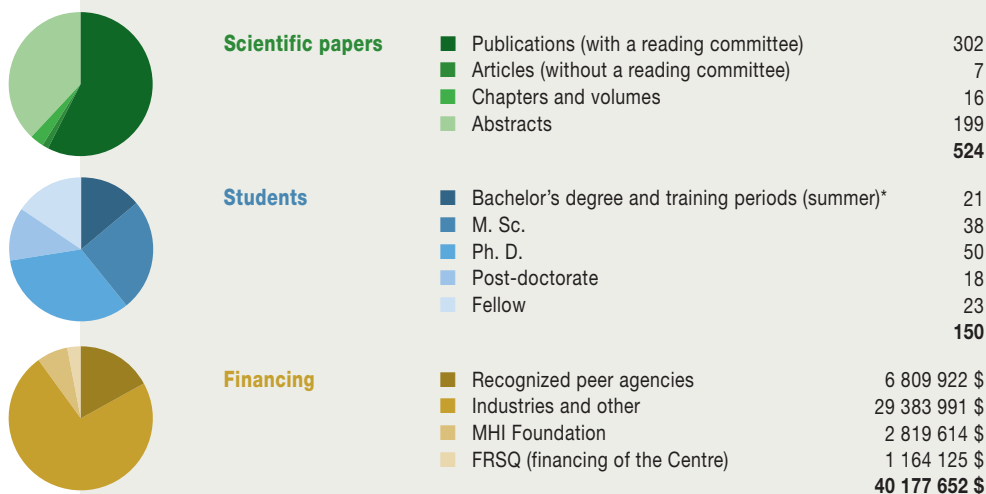 Scientific papers
Publications (with a reading committee) 302
Articles (without a reading committee) 7
Chapters and volumes 16
Abstracts 199
524
Students
Bachelor’s degree and training periods (summer)* 21
M. Sc. 38
Ph. D. 50
Post-doctorate 18
Fellow 23
150
Financing
Recognized peer agencies 6 809 922 $
Industries and other 29 383 991 $
MHI Foundation 2 819 614 $
FRSQ (financing of the Centre) 1 164 125 $
40 177 652 $